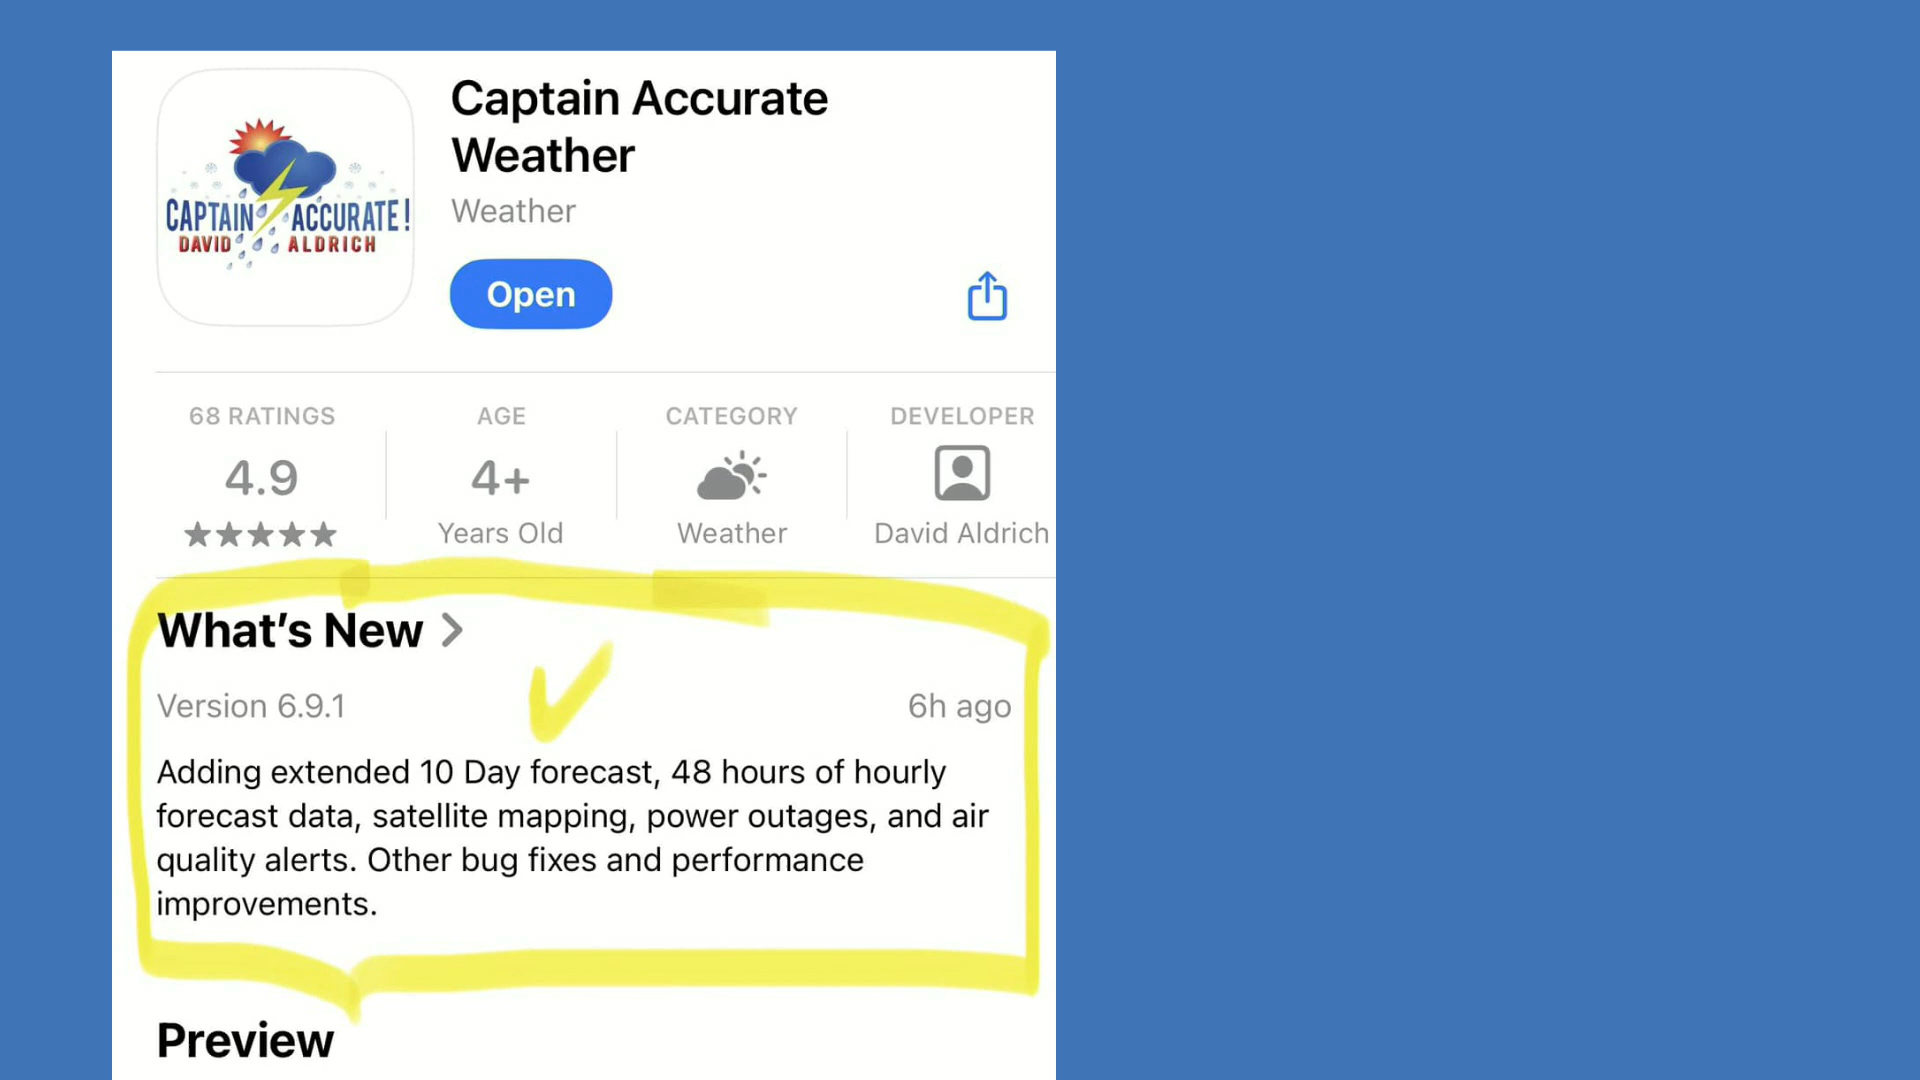 Captain Accurate
Weather
Weather
CAPTAIN ACCURATE!
DAVID ALDRICH
Open
68 RATINGS
4.9
AGE
4+
Years Old
CATEGORY
Weather
DEVELOPER
David Aldrich
What's New
Version 6.9.1
6h ago
Adding extended 10 Day forecast, 48 hours of hourly
forecast data, satellite mapping, power outages, and air
quality alerts. Other bug fixes and performance
improvements.
Preview